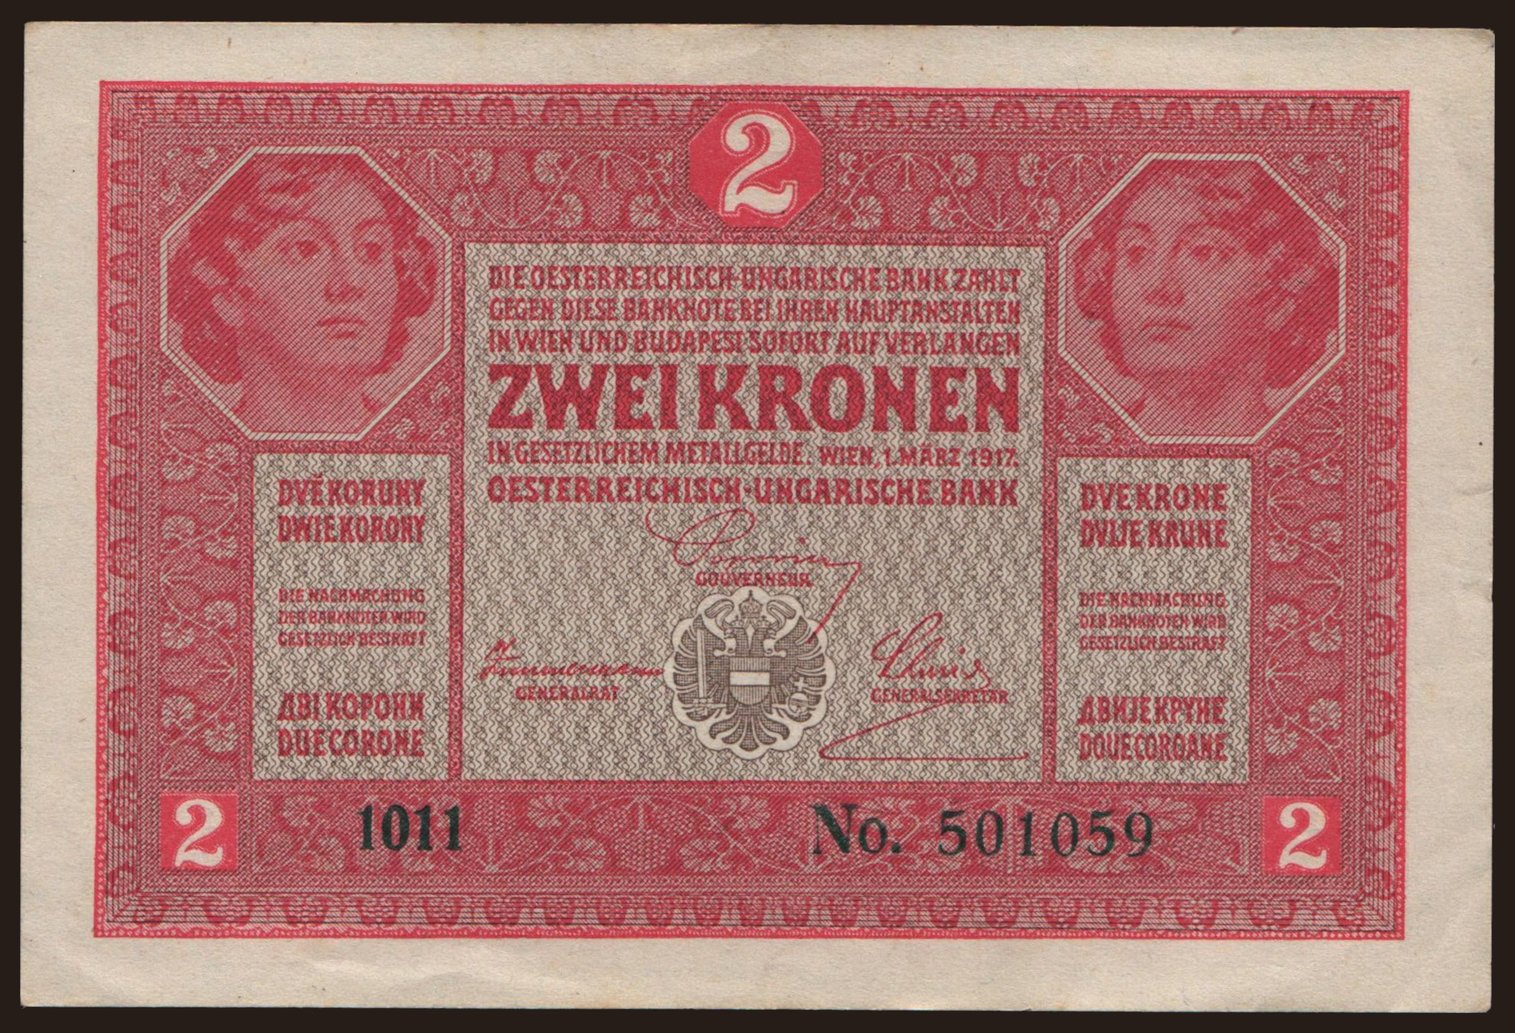 2
DIE OESTERREICHISCH-UNGARISCHE BANK ZAHLT
GEGEN DIESE BANKNOTE BEI IHREN HAUPTANSTALTEN
IN WIEN UND BUDAPEST SOFORT AUF VERLANGEN
ZWEI KRONEN
IN GESETZLICHEM METALLGELDE. WIEN, 1. MÄRZ 1917.
OESTERREICHISCH-UNGARISCHE BANK
GOUVERNEUR
GENERALRAT
GENERALSEKRETÄR
DVĚ KORUNY
DWIE KORONY
DIE NACHMACHUNG
DER BANKNOTEN WIRD
GESETZLICH BESTRAFT
ДВІ КОРОНИ
DUE CORONE
DVE KRONE
DVIJE KRUNE
DIE NACHMACHUNG
DER BANKNOTEN WIRD
GESETZLICH BESTRAFT
ДВИЈЕ КРУНЕ
DOUE COROANE
2
1011
No. 501059
2